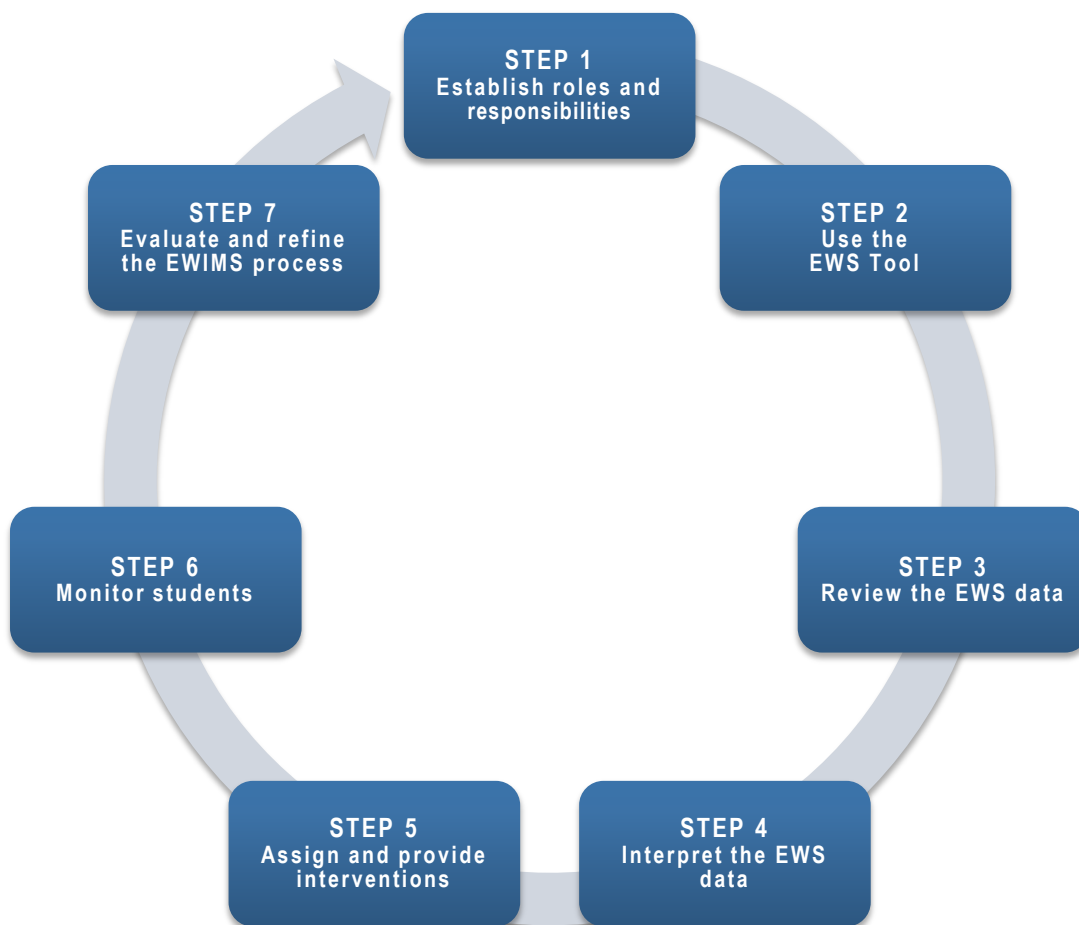 STEP 1
Establish roles and
responsibilities
STEP 2
Use the
EWS Tool
STEP 3
Review the EWS data
STEP 4
Interpret the EWS
data
STEP 5
Assign and provide
interventions
STEP 6
Monitor students
STEP 7
Evaluate and refine
the EWIMS process